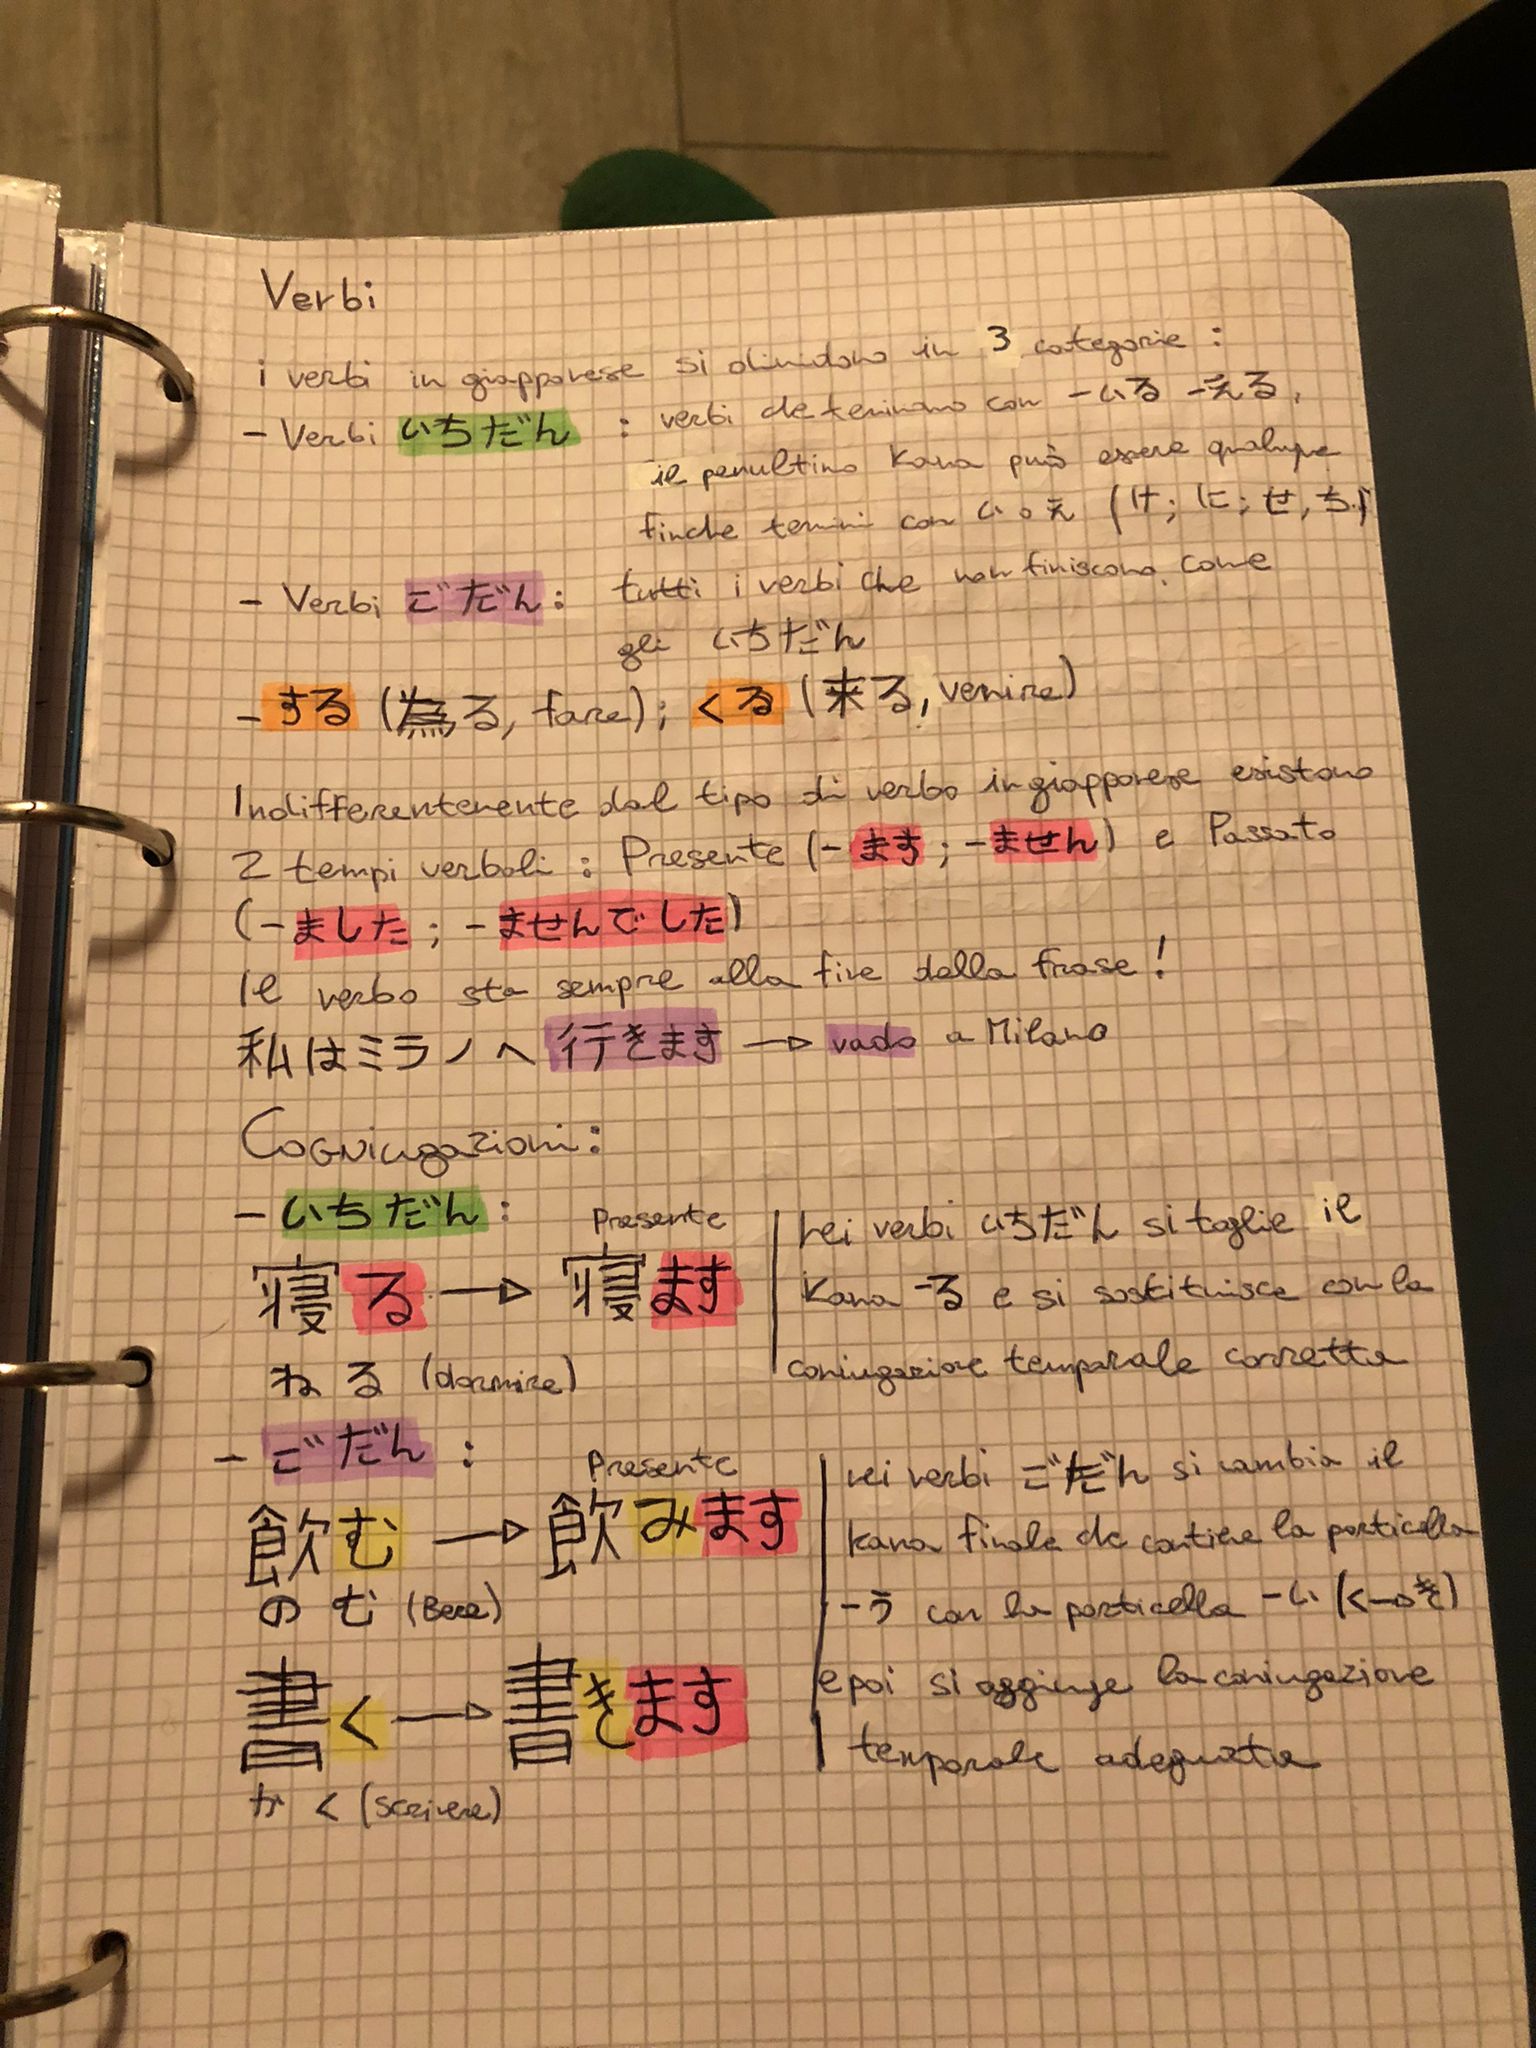 Verbi
i verbi in giapponese si dividono in 3 categorie :
- Verbi いちだん : verbi che terminano con -いる -える,
il penultimo Kana può essere qualunque
finche termini con い o え (け; に; せ, ち)
- Verbi ごだん : tutti i verbi che non finiscono come
gli いちだん
- する (為る, fare); くる (来る, venire)
Indifferentemente dal tipo di verbo in giapponese esistono
2 tempi verbali : Presente (-ます ; -ません) e Passato
(-ました ; -ませんでした)
Il verbo sta sempre alla fine della frase!
私はミラノへ行きます → vado a Milano
Cogniugazioni:
- いちだん :
Presente
寝る → 寝ます
ねる (dormire)
nei verbi いちだん si toglie il
Kana -る e si sostituisce con la
coniugazione temporale corretta
- ごだん :
Presente
飲む → 飲みます
のむ (Bere)
書く → 書きます
かく (scrivere)
nei verbi ごだん si cambia il
kana finale che contiene la particella
-う con la particella -い (く→き)
e poi si aggiunge la coniugazione
temporale adeguata